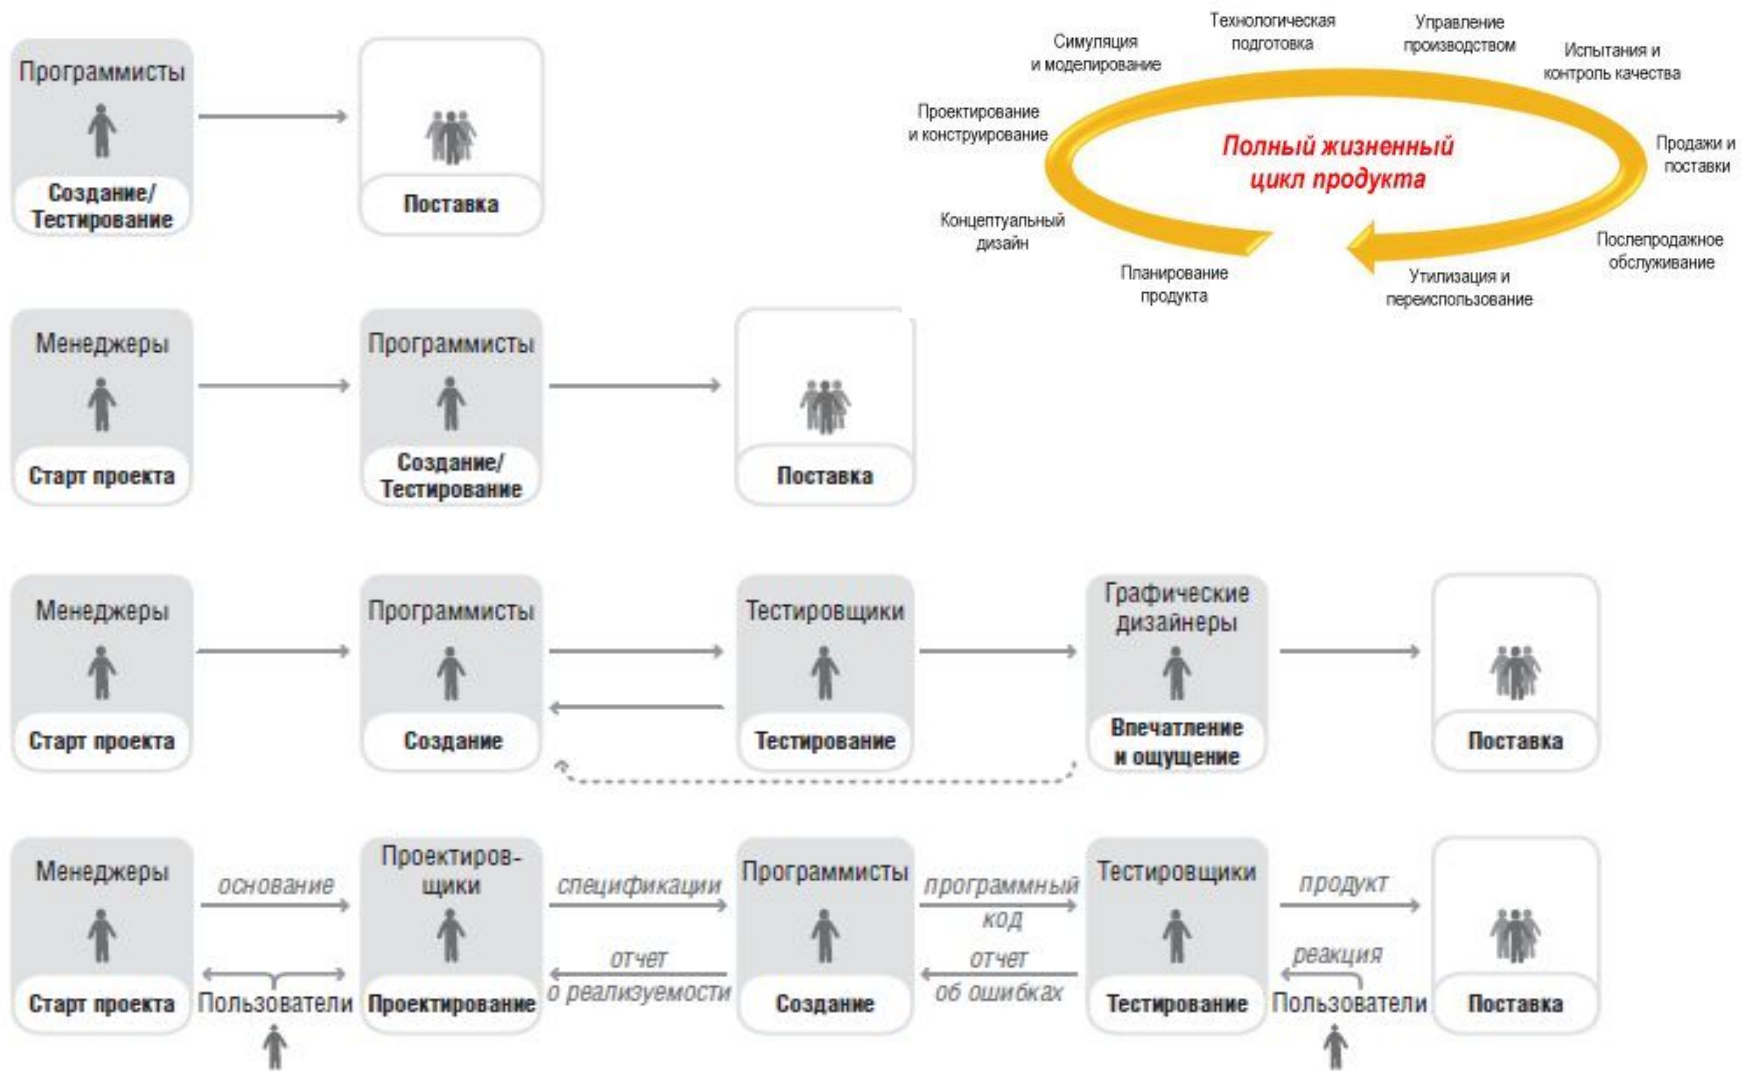 Программисты
Создание/
Тестирование
Поставка
Технологическая
подготовка
Управление
производством
Симуляция
и моделирование
Испытания и
контроль качества
Проектирование
и конструирование
Полный жизненный
цикл продукта
Продажи и
поставки
Концептуальный
дизайн
Послепродажное
обслуживание
Планирование
продукта
Утилизация и
переиспользование
Менеджеры
Старт проекта
Программисты
Создание/
Тестирование
Поставка
Менеджеры
Старт проекта
Программисты
Создание
Тестировщики
Тестирование
Графические
дизайнеры
Впечатление
и ощущение
Поставка
Менеджеры
Старт проекта
основание
Пользователи
Проектиров-
щики
Проектирование
спецификации
отчет
о реализуемости
Программисты
Создание
программный
код
отчет
об ошибках
Тестировщики
Тестирование
продукт
реакция
Пользователи
Поставка